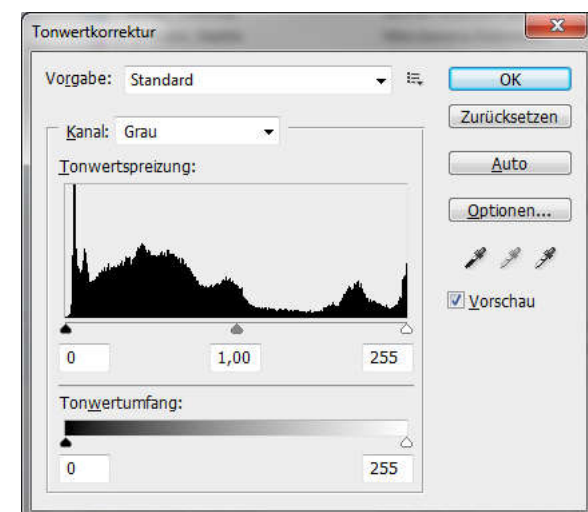 Tonwertkorrektur
Vorgabe: Standard
OK
Zurücksetzen
Kanal: Grau
Auto
Tonwertspreizung:
Optionen...
Vorschau
0 1,00 255
Tonwertumfang:
0 255